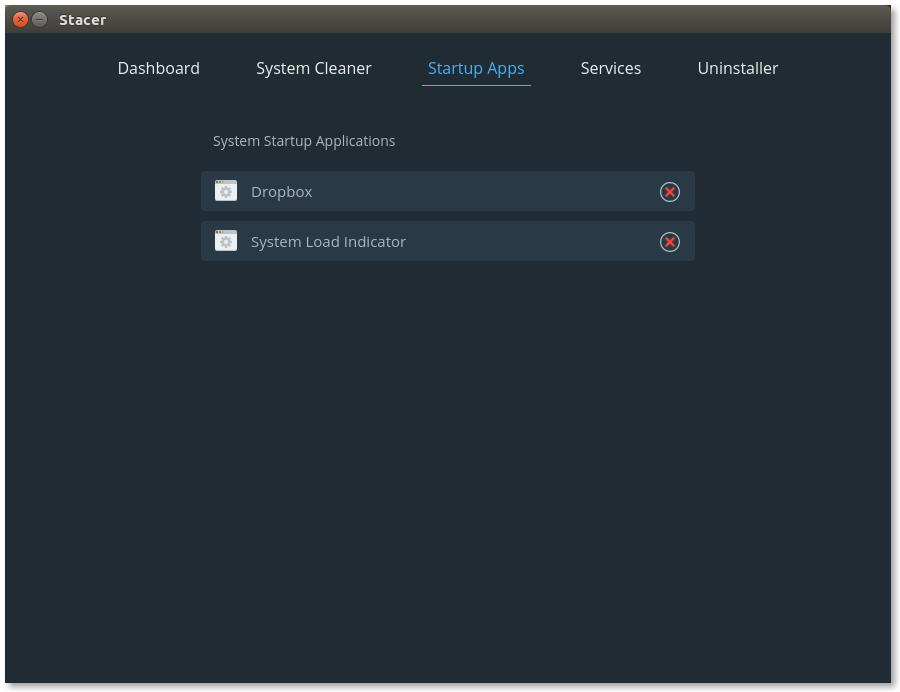 Stacer
Dashboard System Cleaner Startup Apps Services Uninstaller
System Startup Applications
Dropbox
System Load Indicator